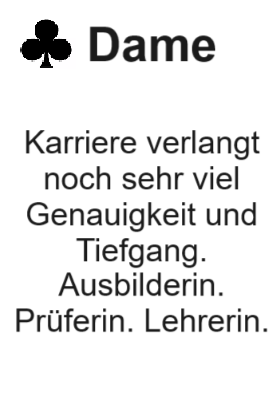 ♣ Dame
Karriere verlangt
noch sehr viel
Genauigkeit und
Tiefgang.
Ausbilderin.
Prüferin. Lehrerin.